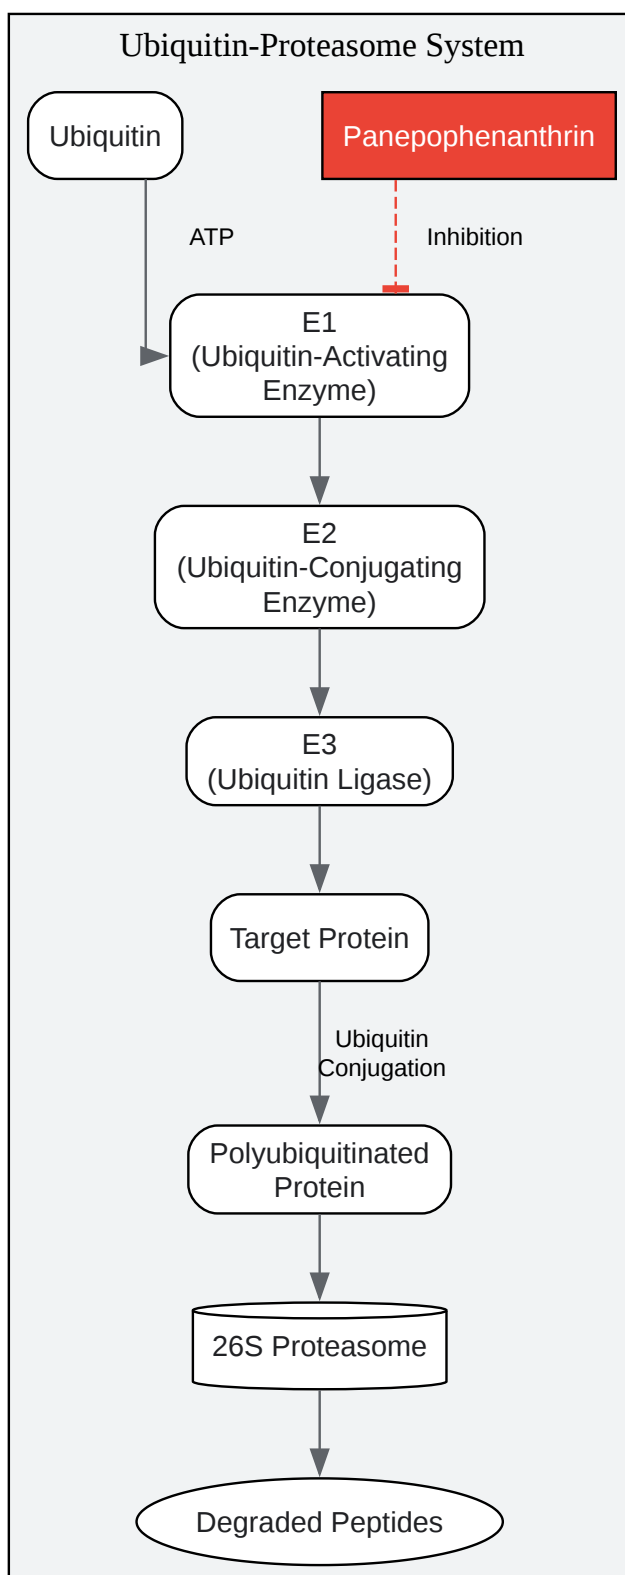 Ubiquitin-Proteasome System
Ubiquitin
Panepophenanthrin
ATP
Inhibition
E1
(Ubiquitin-Activating
Enzyme)
E2
(Ubiquitin-Conjugating
Enzyme)
E3
(Ubiquitin Ligase)
Target Protein
Ubiquitin
Conjugation
Polyubiquitinated
Protein
26S Proteasome
Degraded Peptides